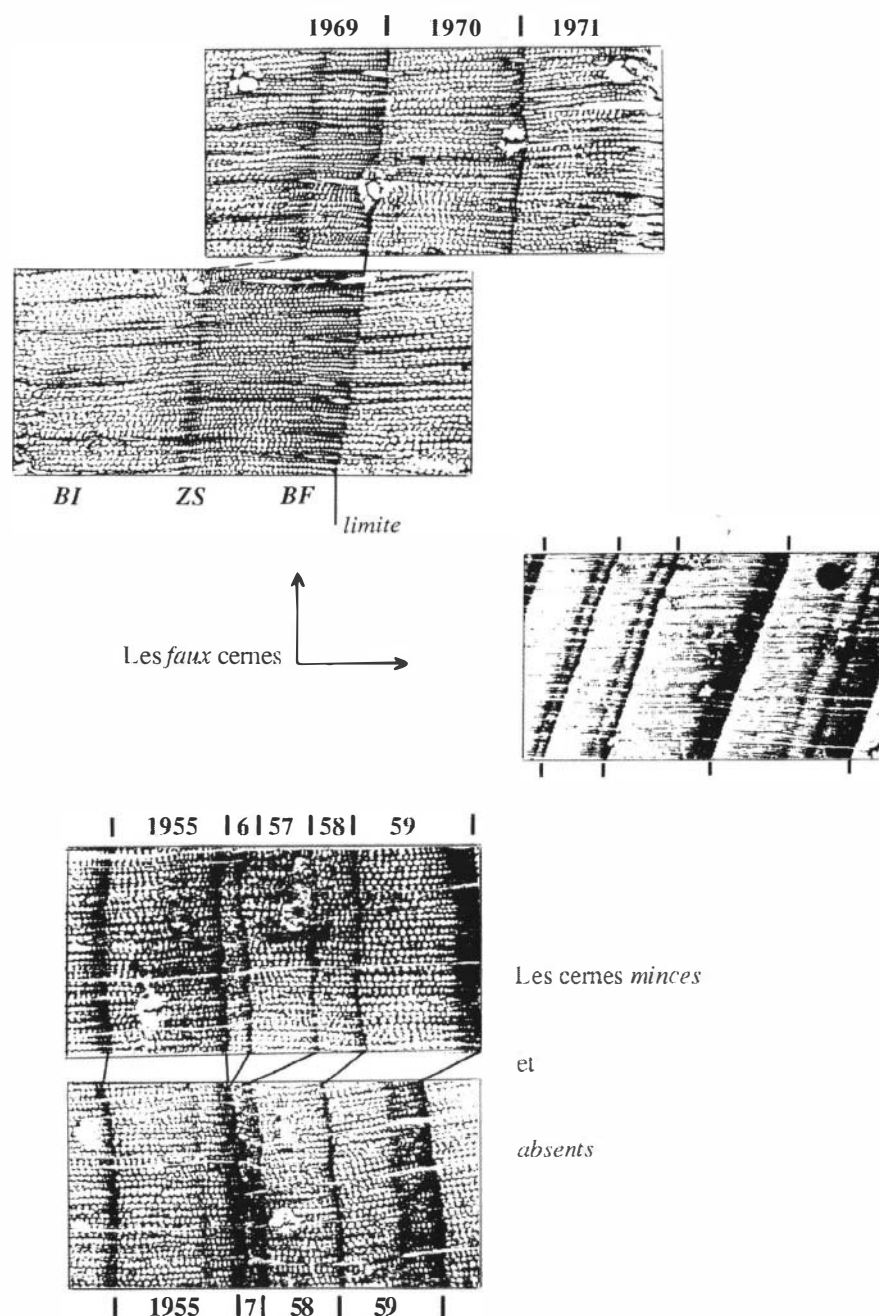 1969 | 1970 | 1971
BI ZS BF
limite
Les faux cernes
| 1955 | 6 | 57 | 58 | 59 |
Les cernes minces
et
absents
| 1955 | 7 | 58 | 59 |